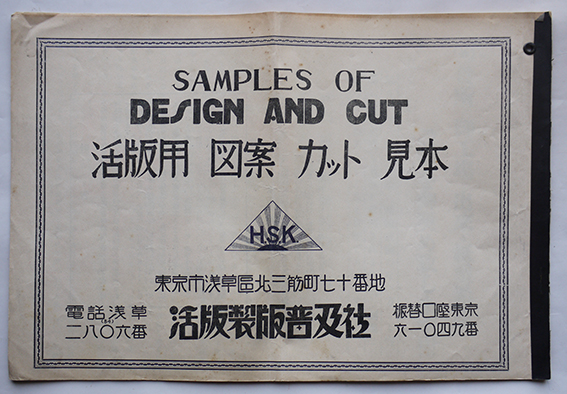 SAMPLES OF
DESIGN AND CUT
活版用 図案 カット 見本
H.S.K.
東京市浅草區北三筋町七十番地
電話浅草
(84)
二八〇六番
活版製版普及社
振替口座東京
六一〇四九番